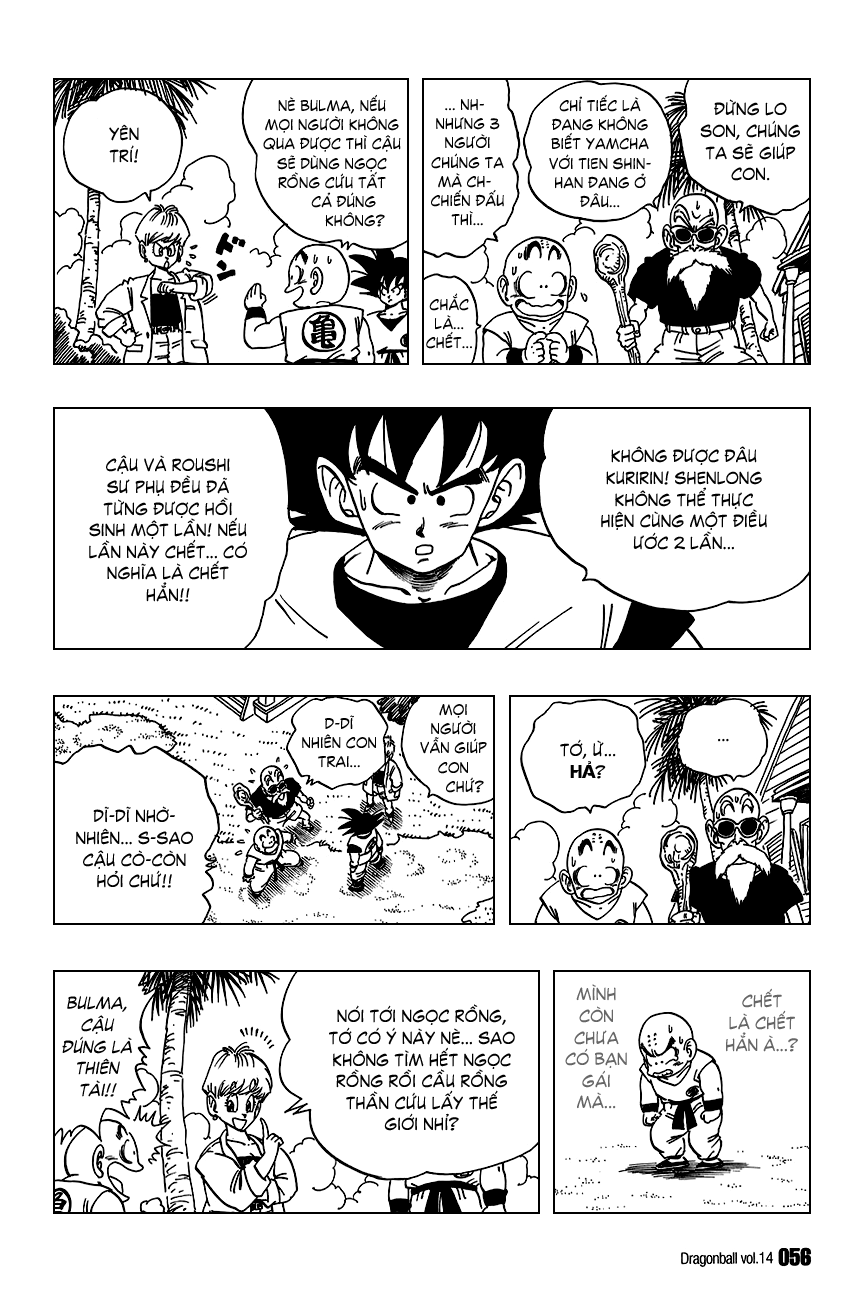 ĐỪNG LO
SON, CHÚNG
TA SẼ GIÚP
CON.
CHỈ TIẾC LÀ
ĐANG KHÔNG
BIẾT YAMCHA
VỚI TIEN SHIN-
HAN ĐANG Ở
ĐÂU...
... NH-
NHƯNG 3
NGƯỜI
CHÚNG TA
MÀ CH-
CHIẾN ĐẤU
THÌ...
CHẮC
LÀ...
CHẾT...
NÈ BULMA, NẾU
MỌI NGƯỜI KHÔNG
QUA ĐƯỢC THÌ CẬU
SẼ DÙNG NGỌC
RỒNG CỨU TẤT
CẢ ĐÚNG
KHÔNG?
YÊN
TRÍ!
ドン
亀
KHÔNG ĐƯỢC ĐÂU
KURIRIN! SHENLONG
KHÔNG THỂ THỰC
HIỆN CÙNG MỘT ĐIỀU
ƯỚC 2 LẦN...
CẬU VÀ ROUSHI
SƯ PHỤ ĐỀU ĐÃ
TỪNG ĐƯỢC HỒI
SINH MỘT LẦN! NẾU
LẦN NÀY CHẾT... CÓ
NGHĨA LÀ CHẾT
HẲN!!
...
TỚ, Ừ...
HẢ?
MỌI
NGƯỜI
VẪN GIÚP
CON
CHỨ?
D-DĨ
NHIÊN CON
TRAI...
DĨ-DĨ NHỜ-
NHIÊN... S-SAO
CẬU CÒ-CÒN
HỎI CHỨ!!
CHẾT
LÀ CHẾT
HẲN À...?
MÌNH
CÒN
CHƯA
CÓ BẠN
GÁI
MÀ...
NÓI TỚI NGỌC RỒNG,
TỚ CÓ Ý NÀY NÈ... SAO
KHÔNG TÌM HẾT NGỌC
RỒNG RỒI CẦU RỒNG
THẦN CỨU LẤY THẾ
GIỚI NHỈ?
BULMA,
CẬU
ĐÚNG LÀ
THIÊN
TÀI!!
Dragonball vol.14 056